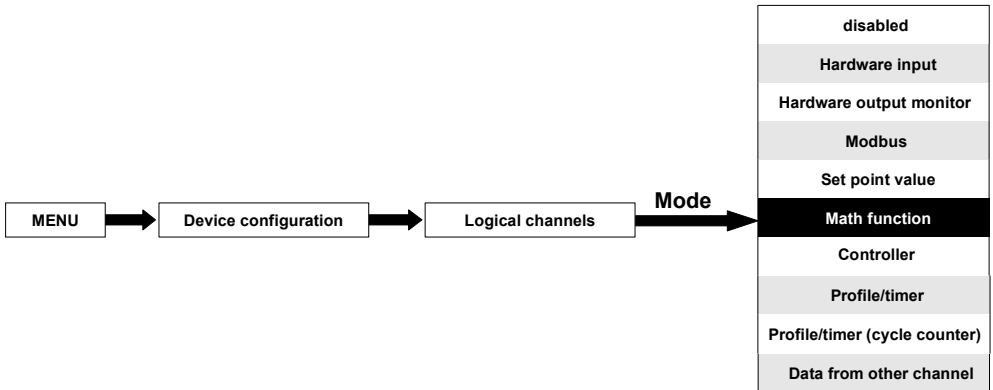 MENU
Device configuration
Logical channels
Mode
disabled
Hardware input
Hardware output monitor
Modbus
Set point value
Math function
Controller
Profile/timer
Profile/timer (cycle counter)
Data from other channel